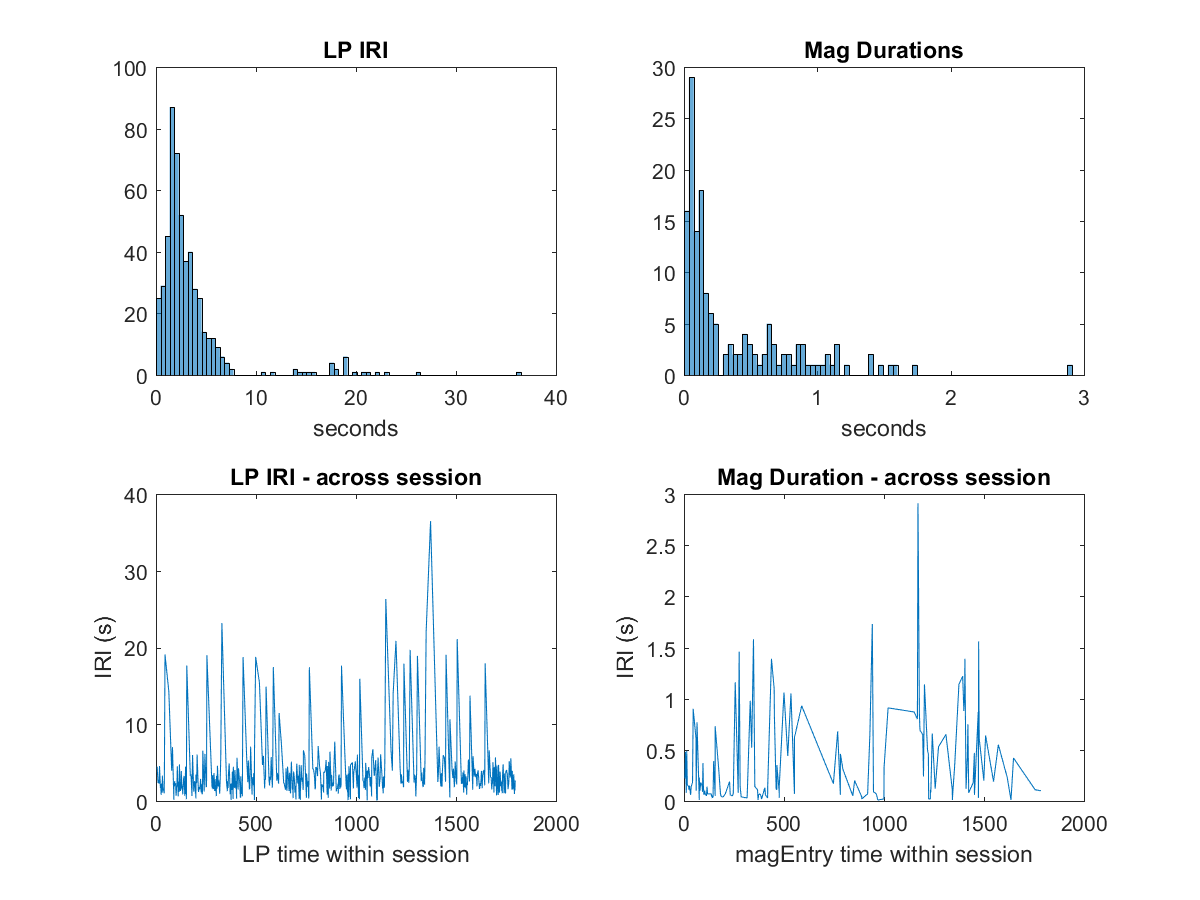 LP IRI
100
80
60
40
20
0
0 10 20 30 40
seconds
Mag Durations
30
25
20
15
10
5
0
0 1 2 3
seconds
LP IRI - across session
IRI (s)
40
30
20
10
0
0 500 1000 1500 2000
LP time within session
Mag Duration - across session
IRI (s)
3
2.5
2
1.5
1
0.5
0
0 500 1000 1500 2000
magEntry time within session